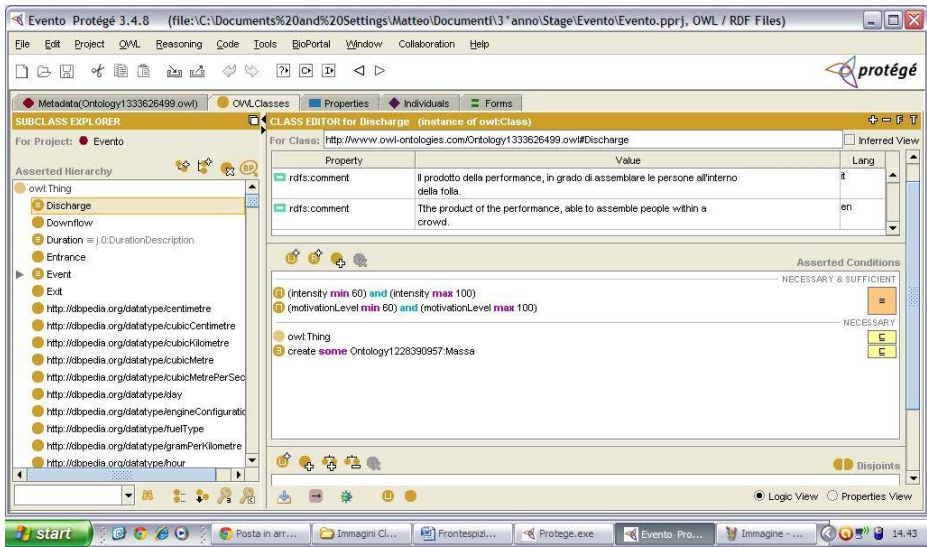 Evento Protégé 3.4.8 (file:\C:\Documents%20and%20Settings\Matteo\Documenti\3°anno\Stage\Evento\Evento.pprj, OWL / RDF Files)
File Edit Project OWL Reasoning Code Tools BioPortal Window Collaboration Help
protégé
Metadata(Ontology1333626499.owl) OWLClasses Properties Individuals Forms
SUBCLASS EXPLORER
For Project: Evento
Asserted Hierarchy
owl:Thing
Discharge
Downflow
Duration ≡ j.0:DurationDescription
Entrance
Event
Exit
http://dbpedia.org/datatype/centimetre
http://dbpedia.org/datatype/cubicCentimetre
http://dbpedia.org/datatype/cubicKilometre
http://dbpedia.org/datatype/cubicMetre
http://dbpedia.org/datatype/cubicMetrePerSec
http://dbpedia.org/datatype/day
http://dbpedia.org/datatype/engineConfiguratio
http://dbpedia.org/datatype/fuelType
http://dbpedia.org/datatype/gramPerKilometre
http://dbpedia.org/datatype/hour
CLASS EDITOR for Discharge (instance of owl:Class)
For Class: http://www.owl-ontologies.com/Ontology1333626499.owl#Discharge
Inferred View
Property Value Lang
rdfs:comment Il prodotto della performance, in grado di assemblare le persone all'interno della folla. it
rdfs:comment Tthe product of the performance, able to assemble people within a crowd. en
Asserted Conditions
NECESSARY & SUFFICIENT
(intensity min 60) and (intensity max 100)
(motivationLevel min 60) and (motivationLevel max 100)
NECESSARY
owl:Thing
create some Ontology1228390957:Massa
Disjoints
Logic View Properties View
start Posta in arr... Immagini Cl... Frontespizi... Protege.exe Evento Pro... Immagine - ... 14.43